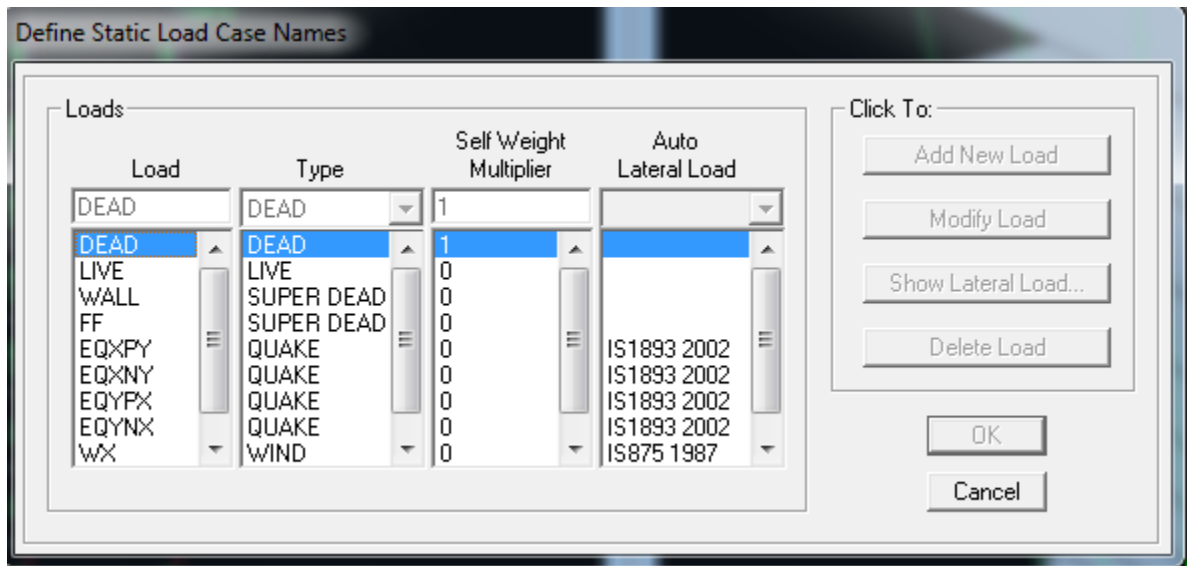 Define Static Load Case Names
Loads
Load Type Self Weight Multiplier Auto Lateral Load
DEAD DEAD 1
DEAD DEAD 1
LIVE LIVE 0
WALL SUPER DEAD 0
FF SUPER DEAD 0
EQXPY QUAKE 0 IS1893 2002
EQXNY QUAKE 0 IS1893 2002
EQYPX QUAKE 0 IS1893 2002
EQYNX QUAKE 0 IS1893 2002
WX WIND 0 IS875 1987
Click To:
Add New Load
Modify Load
Show Lateral Load...
Delete Load
OK
Cancel